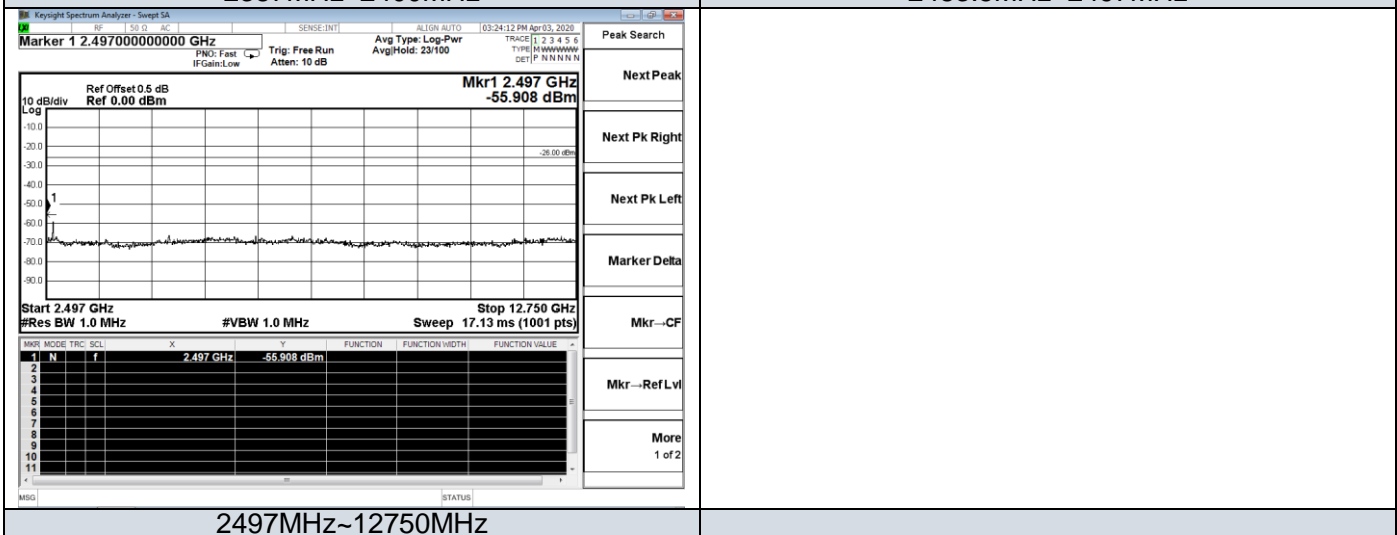 Keysight Spectrum Analyzer - Swept SA
RF 50 Ω AC SENSE:INT ALIGN AUTO 03:24:12 PM Apr 03, 2020
Marker 1 2.497000000000 GHz
PNO: Fast
IFGain:Low
Trig: Free Run
Atten: 10 dB
Avg Type: Log-Pwr
Avg|Hold: 23/100
TRACE 1 2 3 4 5 6
TYPE M WWWWW
DET P N N N N N
Peak Search
Next Peak
Next Pk Right
Next Pk Left
Marker Delta
Mkr→CF
Mkr→Ref Lvl
More
1 of 2
Ref Offset 0.5 dB
10 dB/div Ref 0.00 dBm
Log
Mkr1 2.497 GHz
-55.908 dBm
-10.0
-20.0
-26.00 dBm
-30.0
-40.0
1
-50.0
-60.0
-70.0
-80.0
-90.0
Start 2.497 GHz Stop 12.750 GHz
#Res BW 1.0 MHz #VBW 1.0 MHz Sweep 17.13 ms (1001 pts)
MKR MODE TRC SCL X Y FUNCTION FUNCTION WIDTH FUNCTION VALUE
1 N f 2.497 GHz -55.908 dBm
2
3
4
5
6
7
8
9
10
11
MSG STATUS
2497MHz~12750MHz